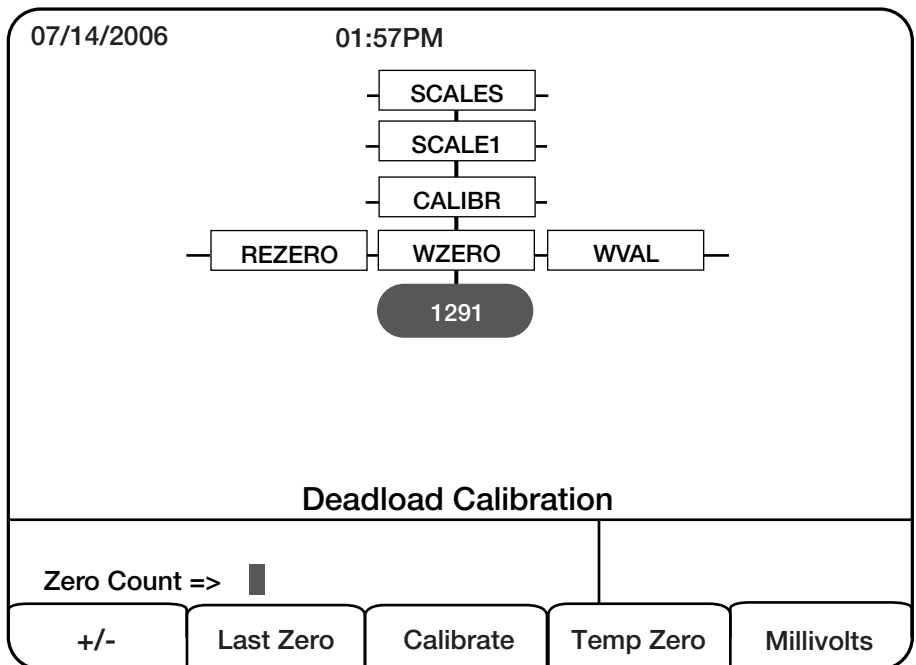 07/14/2006 01:57PM
SCALES
SCALE1
CALIBR
REZERO WZERO WVAL
1291
Deadload Calibration
Zero Count =>
+/- Last Zero Calibrate Temp Zero Millivolts